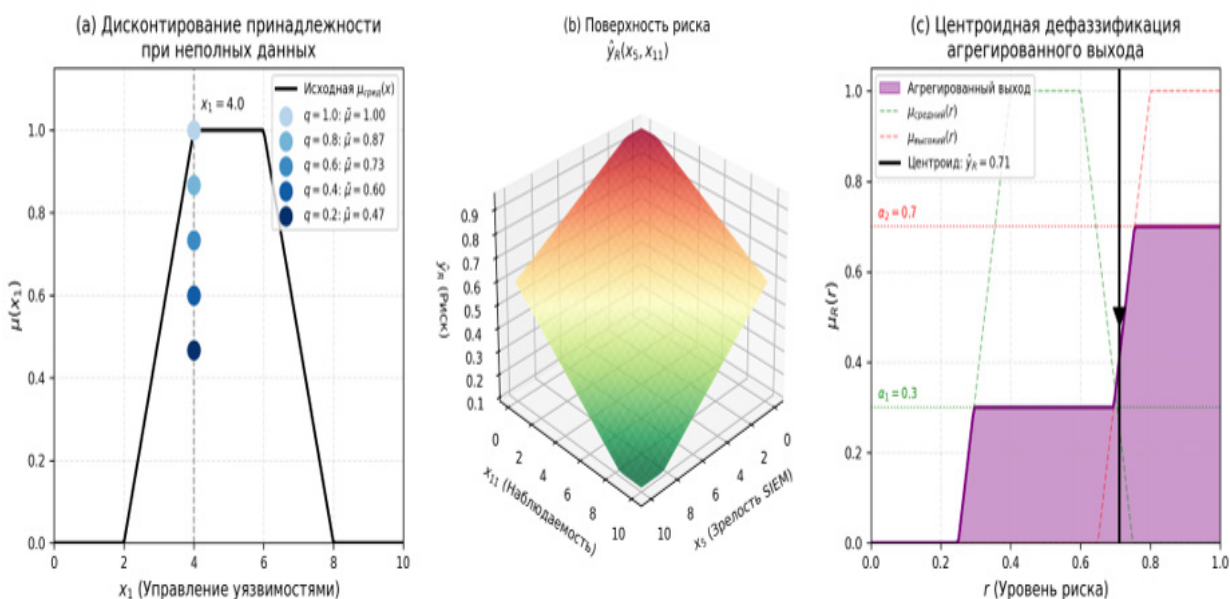 (a) Дисконтирование принадлежности
при неполных данных
x₁ = 4.0
Исходная μ_сред(x)
q = 1.0: μ̃ = 1.00
q = 0.8: μ̃ = 0.87
q = 0.6: μ̃ = 0.73
q = 0.4: μ̃ = 0.60
q = 0.2: μ̃ = 0.47
μ(x₁)
1.0
0.8
0.6
0.4
0.2
0.0
0 2 4 6 8 10
x₁ (Управление уязвимостями)
(b) Поверхность риска
ŷ_R(x₅, x₁₁)
ŷ_R (Риск)
0.9
0.8
0.7
0.6
0.5
0.4
0.3
0.2
0.1
0 2 4 6 8 10
x₁₁ (Наблюдаемость)
10 8 6 4 2 0
x₅ (Зрелость SIEM)
(c) Центроидная дефаззификация
агрегированного выхода
Агрегированный выход
μ_средний(r)
μ_высокий(r)
Центроид: ŷ_R = 0.71
α₂ = 0.7
α₁ = 0.3
μ_R(r)
1.0
0.8
0.6
0.4
0.2
0.0
0.0 0.2 0.4 0.6 0.8 1.0
r (Уровень риска)